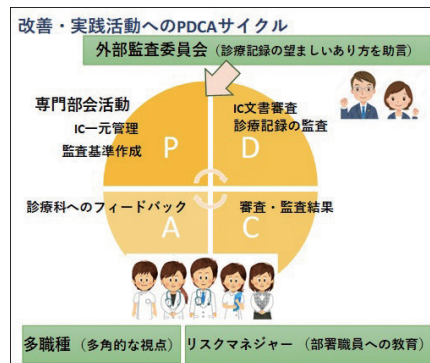 改善・実践活動へのPDCAサイクル
外部監査委員会（診療記録の望ましいあり方を助言）
専門部会活動
IC一元管理
監査基準作成
P
IC文書審査
診療記録の監査
D
診療科へのフィードバック
A
審査・監査結果
C
多職種（多角的な視点）
リスクマネジャー（部署職員への教育）